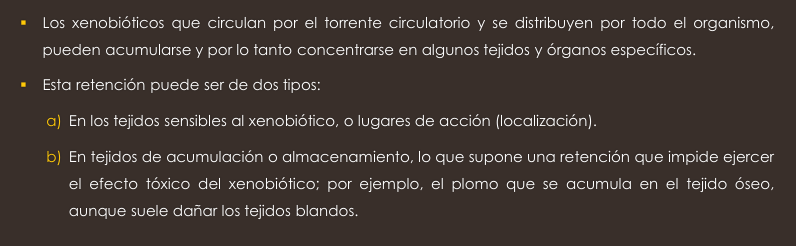 ▪ Los xenobióticos que circulan por el torrente circulatorio y se distribuyen por todo el organismo,
pueden acumularse y por lo tanto concentrarse en algunos tejidos y órganos específicos.
▪ Esta retención puede ser de dos tipos:
a) En los tejidos sensibles al xenobiótico, o lugares de acción (localización).
b) En tejidos de acumulación o almacenamiento, lo que supone una retención que impide ejercer
el efecto tóxico del xenobiótico; por ejemplo, el plomo que se acumula en el tejido óseo,
aunque suele dañar los tejidos blandos.